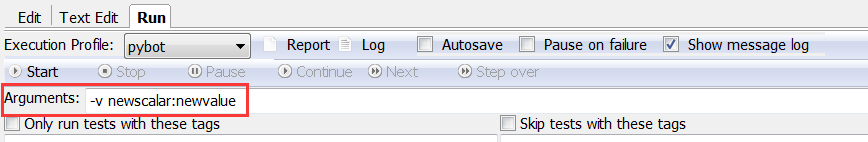 Edit Text Edit Run
Execution Profile: pybot Report Log Autosave Pause on failure Show message log
Start Stop Pause Continue Next Step over
Arguments: -v newscalar:newvalue
Only run tests with these tags Skip tests with these tags